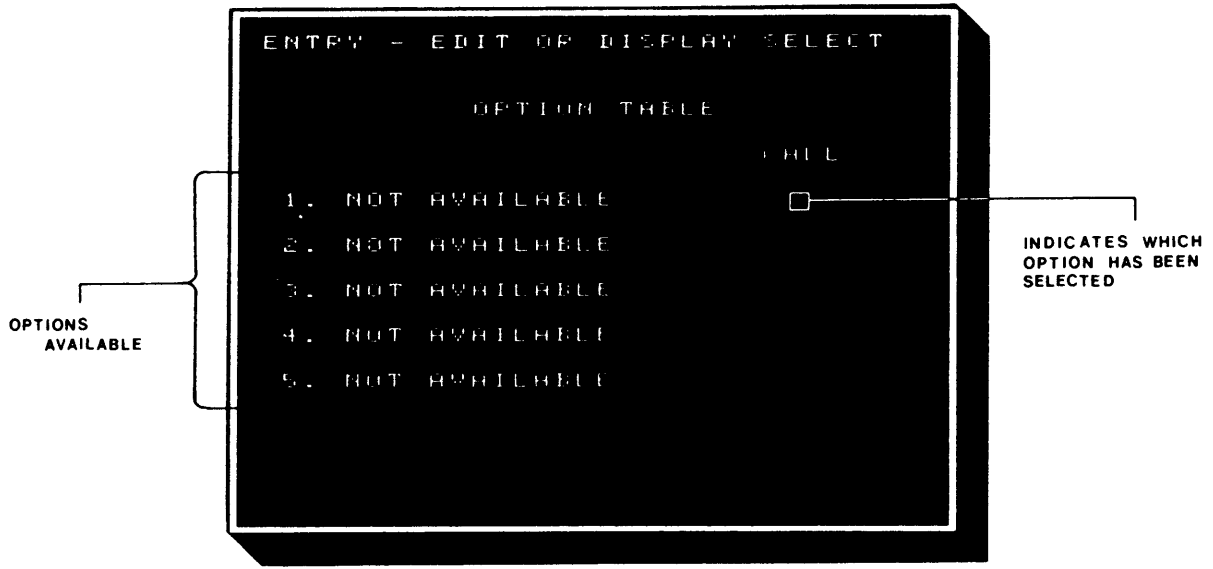 ENTRY - EDIT OR DISPLAY SELECT
OPTION TABLE
CALL
1. NOT AVAILABLE
2. NOT AVAILABLE
3. NOT AVAILABLE
4. NOT AVAILABLE
5. NOT AVAILABLE
OPTIONS
AVAILABLE
INDICATES WHICH
OPTION HAS BEEN
SELECTED